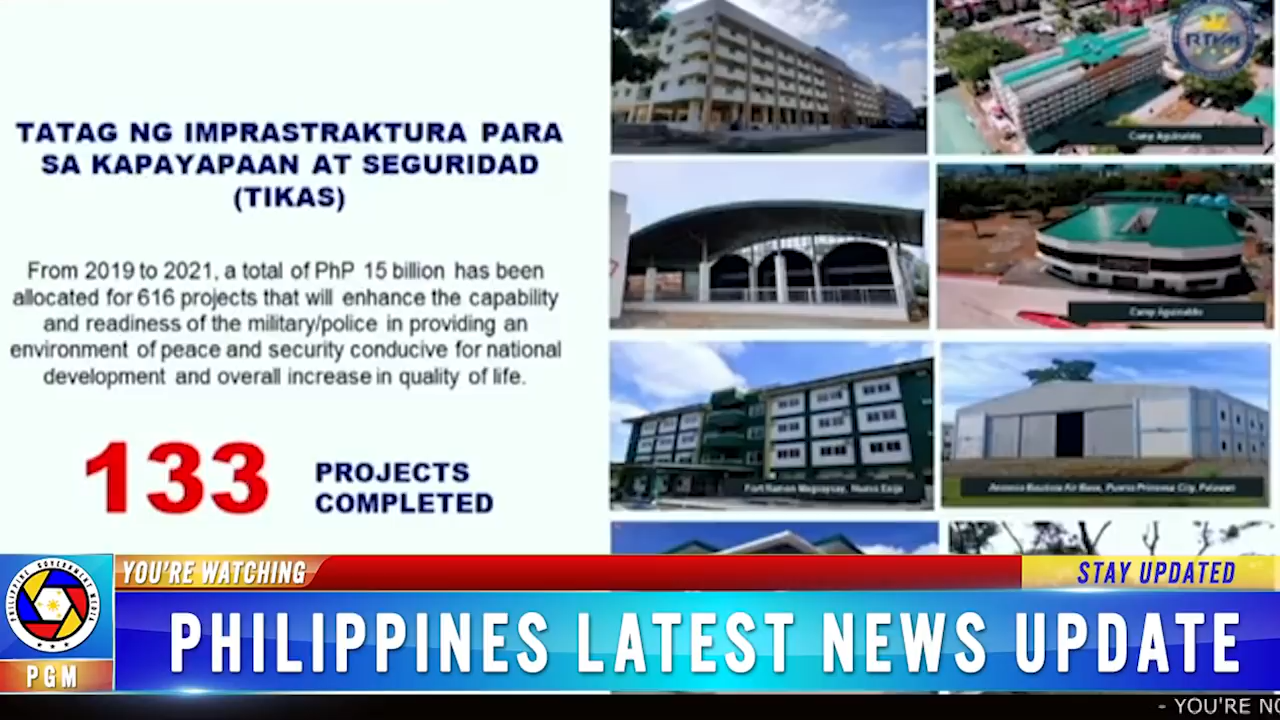 TATAG NG IMPRASTRAKTURA PARA
SA KAPAYAPAAN AT SEGURIDAD
(TIKAS)
From 2019 to 2021, a total of PhP 15 billion has been
allocated for 616 projects that will enhance the capability
and readiness of the military/police in providing an
environment of peace and security conducive for national
development and overall increase in quality of life.
133
PROJECTS
COMPLETED
RTVM
Camp Aguinaldo
Camp Aguinaldo
Fort Ramon Magsaysay, Nueva Ecija
Antonio Bautista Air Base, Puerto Princesa City, Palawan
YOU'RE WATCHING
STAY UPDATED
PHILIPPINE GOVERNMENT MEDIA
PGM
PHILIPPINES LATEST NEWS UPDATE
- YOU'RE NO